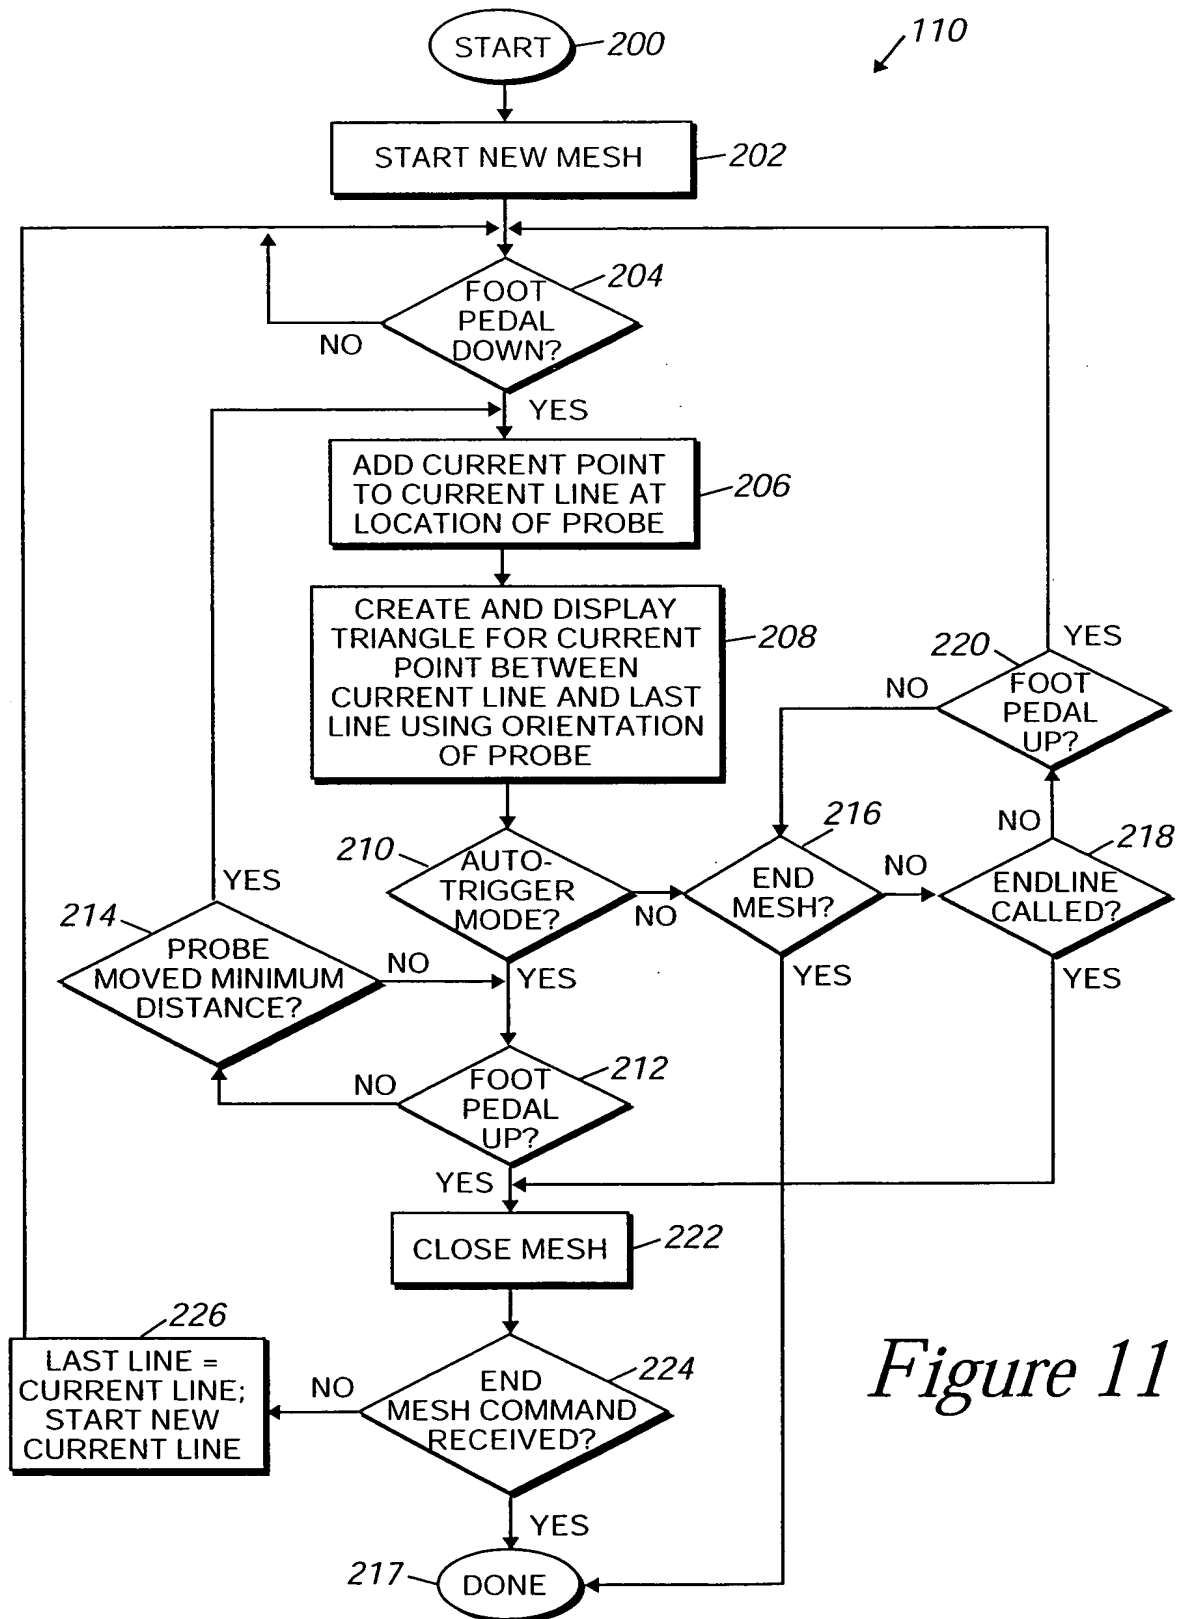 START
200
110
START NEW MESH
202
FOOT
PEDAL
DOWN?
204
NO
YES
ADD CURRENT POINT
TO CURRENT LINE AT
LOCATION OF PROBE
206
CREATE AND DISPLAY
TRIANGLE FOR CURRENT
POINT BETWEEN
CURRENT LINE AND LAST
LINE USING ORIENTATION
OF PROBE
208
220
YES
FOOT
PEDAL
UP?
NO
210
AUTO-
TRIGGER
MODE?
NO
YES
216
END
MESH?
NO
YES
NO
218
ENDLINE
CALLED?
YES
YES
214
PROBE
MOVED MINIMUM
DISTANCE?
NO
NO
FOOT
PEDAL
UP?
212
YES
CLOSE MESH
222
226
LAST LINE =
CURRENT LINE;
START NEW
CURRENT LINE
NO
END
MESH COMMAND
RECEIVED?
224
YES
217
DONE
Figure 11